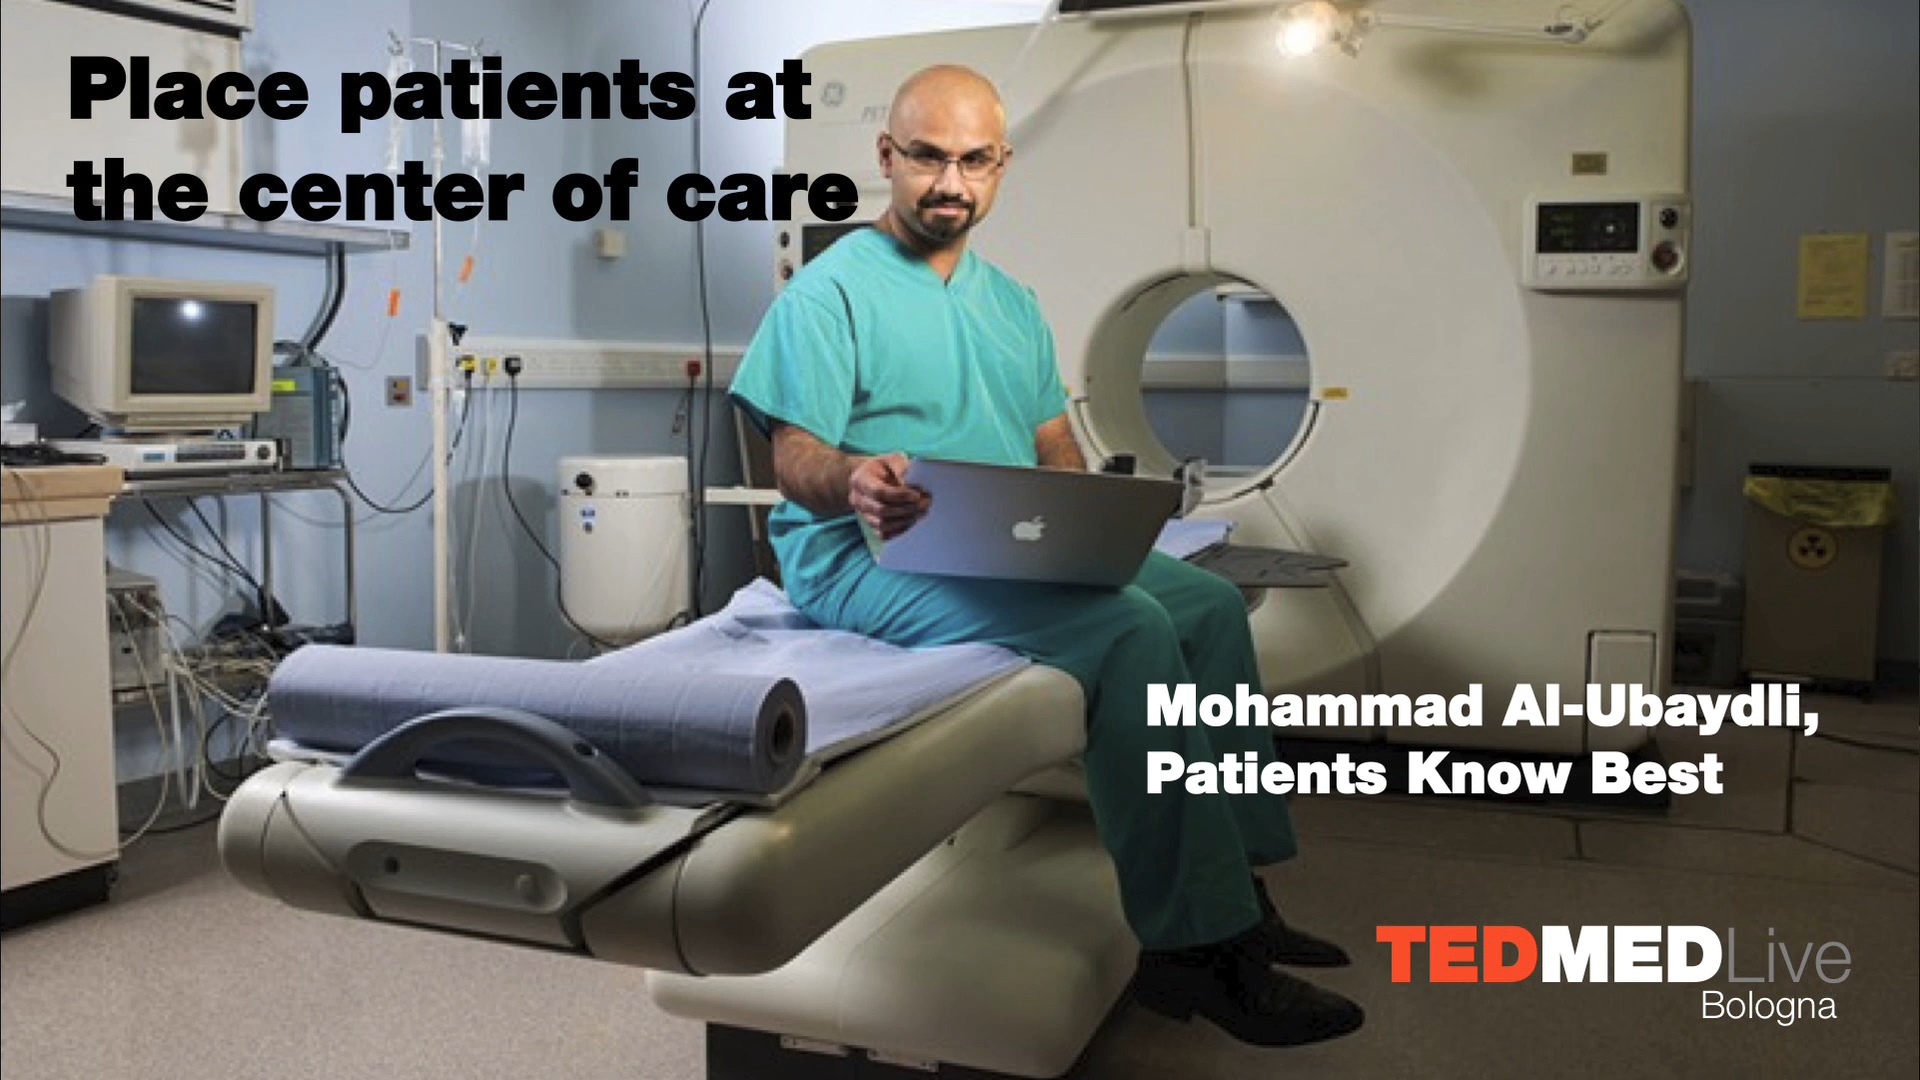 Place patients at
the center of care
Mohammad Al-Ubaydli,
Patients Know Best
TEDMEDLive
Bologna